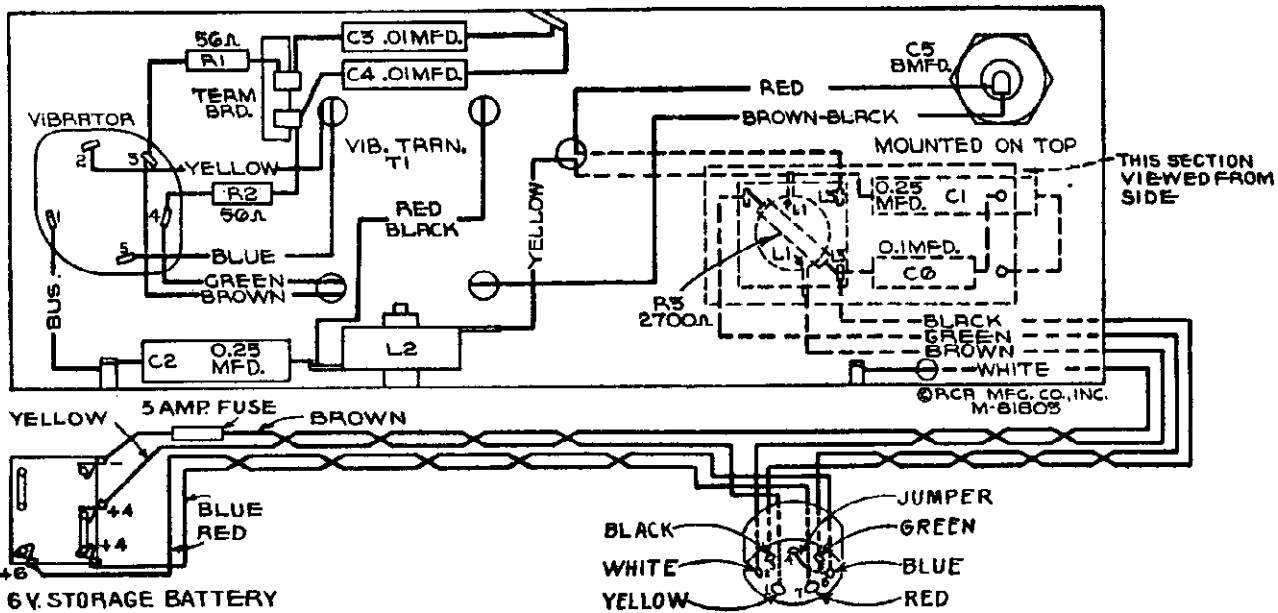 56Ω
R1
C3 .01MFD.
C4 .01MFD.
TERM
BRD.
C5
8MFD.
RED
BROWN-BLACK
VIBRATOR
2
3
YELLOW
VIB. TRAN.
T1
MOUNTED ON TOP
THIS SECTION
VIEWED FROM
SIDE
R2
56Ω
1
4
5
BLUE
GREEN
BROWN
BUS.
RED
BLACK
YELLOW
L1
L1
0.25
MFD.
C1
0.1MFD.
C6
R3
2700Ω
C2
0.25
MFD.
L2
BLACK
GREEN
BROWN
WHITE
©RCA MFG. CO., INC.
M-81803
YELLOW
5 AMP. FUSE
BROWN
-
+4
+4
+6
BLUE
RED
6V. STORAGE BATTERY
BLACK
WHITE
YELLOW
JUMPER
GREEN
BLUE
RED
4
7